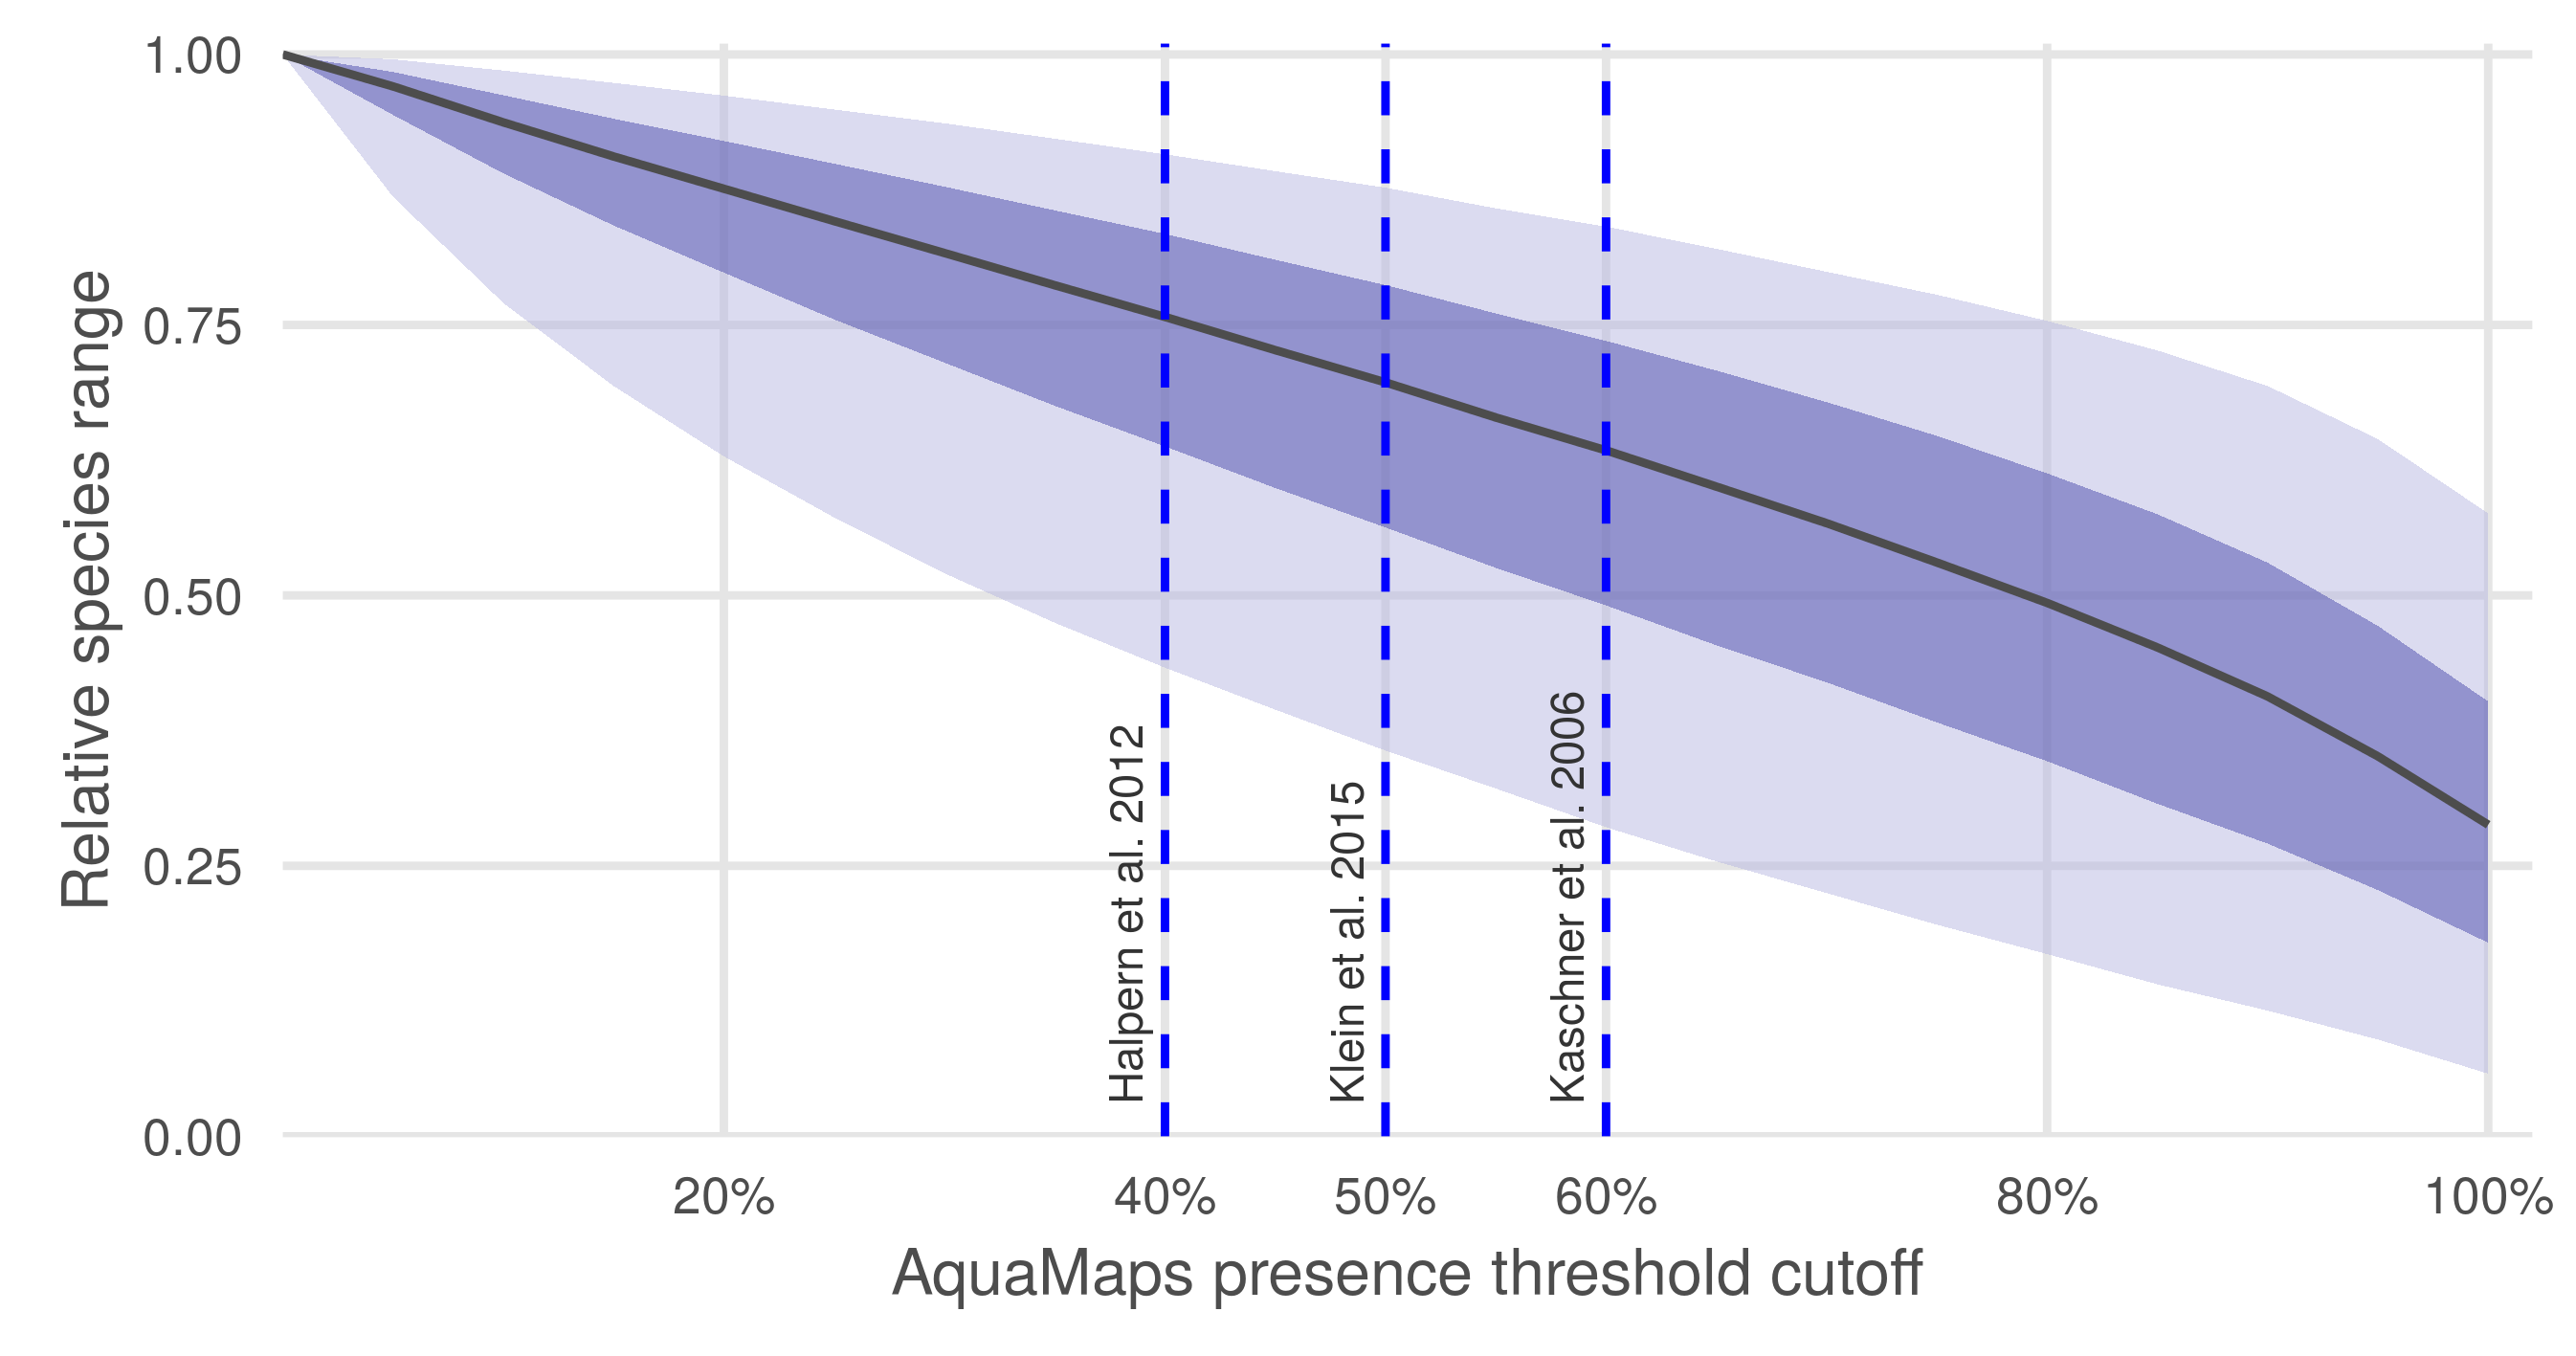 Relative species range
1.00
0.75
0.50
0.25
0.00
Halpern et al. 2012
Klein et al. 2015
Kaschner et al. 2006
20%
40%
50%
60%
80%
100%
AquaMaps presence threshold cutoff